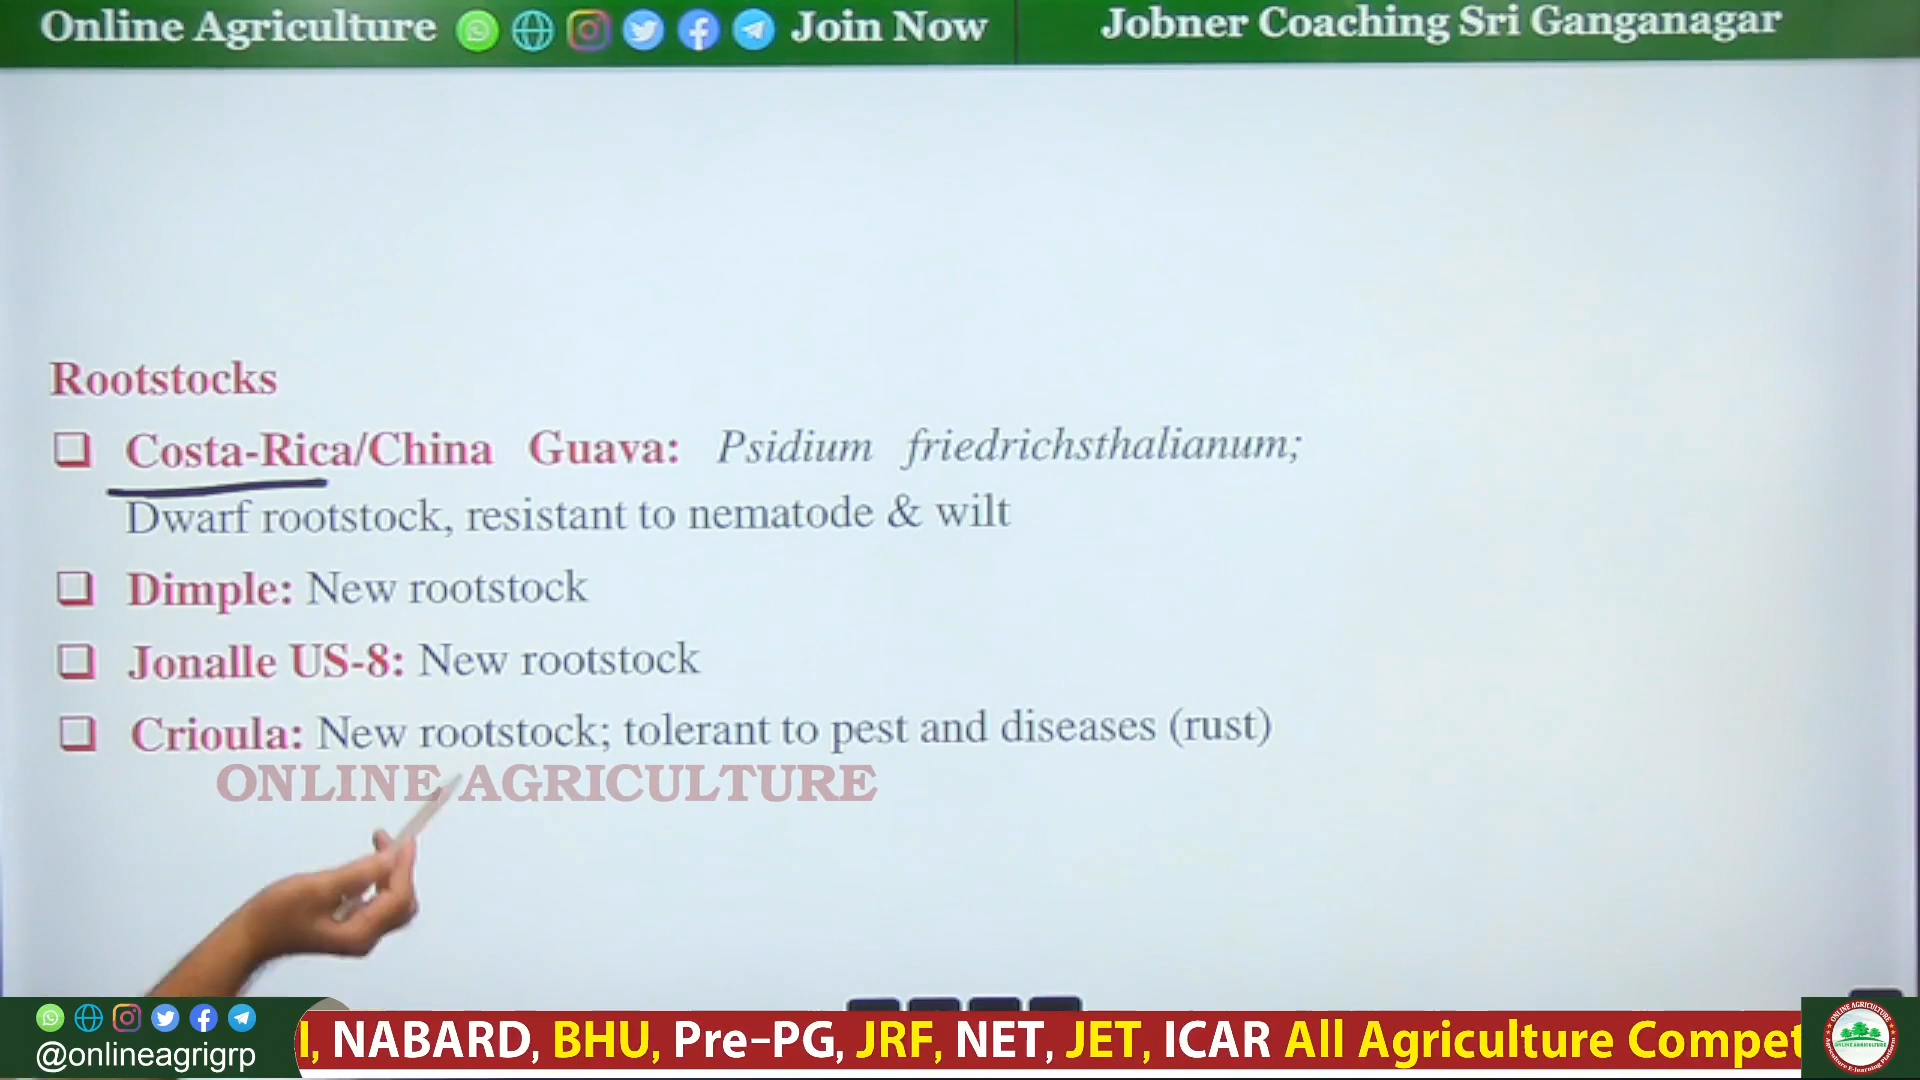 Online Agriculture Join Now Jobner Coaching Sri Ganganagar
Rootstocks
❑ Costa-Rica/China Guava: Psidium friedrichsthalianum;
Dwarf rootstock, resistant to nematode & wilt
❑ Dimple: New rootstock
❑ Jonalle US-8: New rootstock
❑ Crioula: New rootstock; tolerant to pest and diseases (rust)
ONLINE AGRICULTURE
@onlineagrigrp
I, NABARD, BHU, Pre-PG, JRF, NET, JET, ICAR All Agriculture Compet